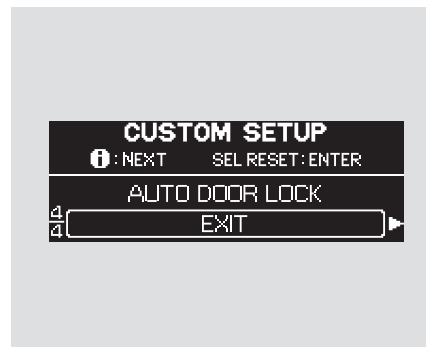 CUSTOM SETUP
i : NEXT SEL RESET : ENTER
AUTO DOOR LOCK
4/4 EXIT